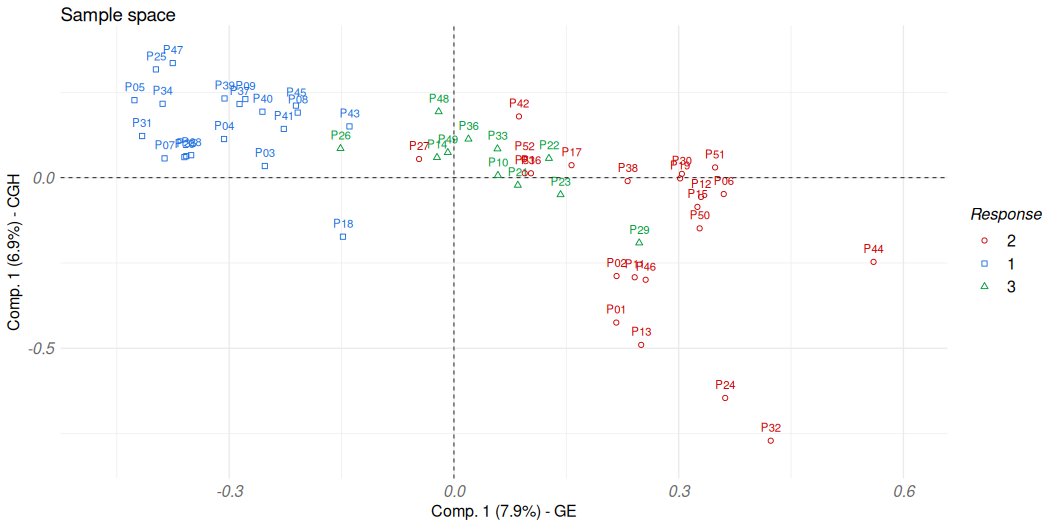 Sample space
P47
P25
P05
P34
P39
P09
P37
P45
P08
P40
P41
P43
P31
P04
P07
P03
P18
P26
P27
P48
P36
P49
P14
P42
P33
P52
P10
P16
P22
P17
P23
P38
P30
P19
P51
P12
P06
P15
P50
P29
P02
P11
P46
P44
P01
P13
P24
P32
0.0
-0.5
-0.3
0.0
0.3
0.6
Comp. 1 (7.9%) - GE
Comp. 1 (6.9%) - CGH
Response
2
1
3